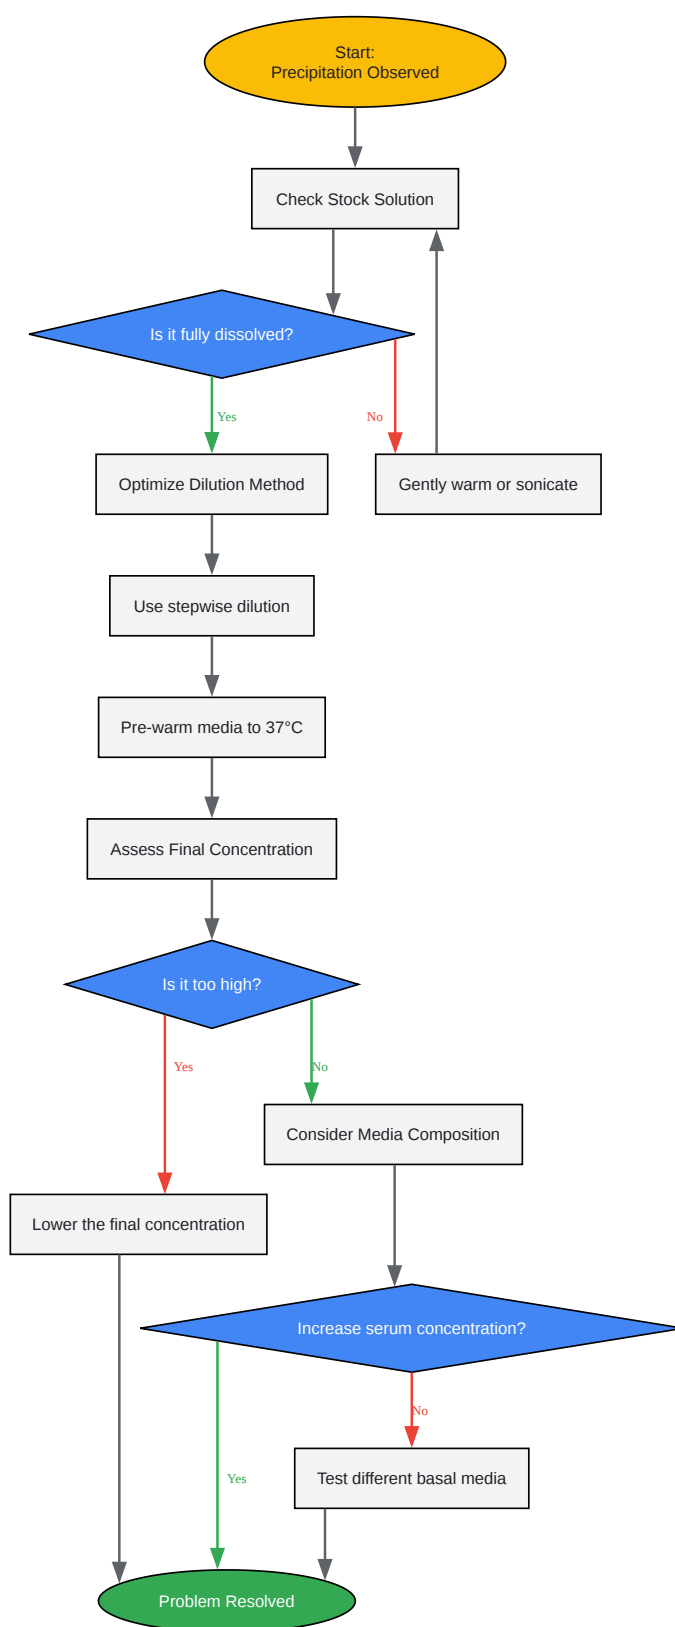 Start:
Precipitation Observed
Check Stock Solution
Is it fully dissolved?
Yes
No
Optimize Dilution Method
Gently warm or sonicate
Use stepwise dilution
Pre-warm media to 37°C
Assess Final Concentration
Is it too high?
Yes
No
Consider Media Composition
Lower the final concentration
Increase serum concentration?
No
Yes
Test different basal media
Problem Resolved